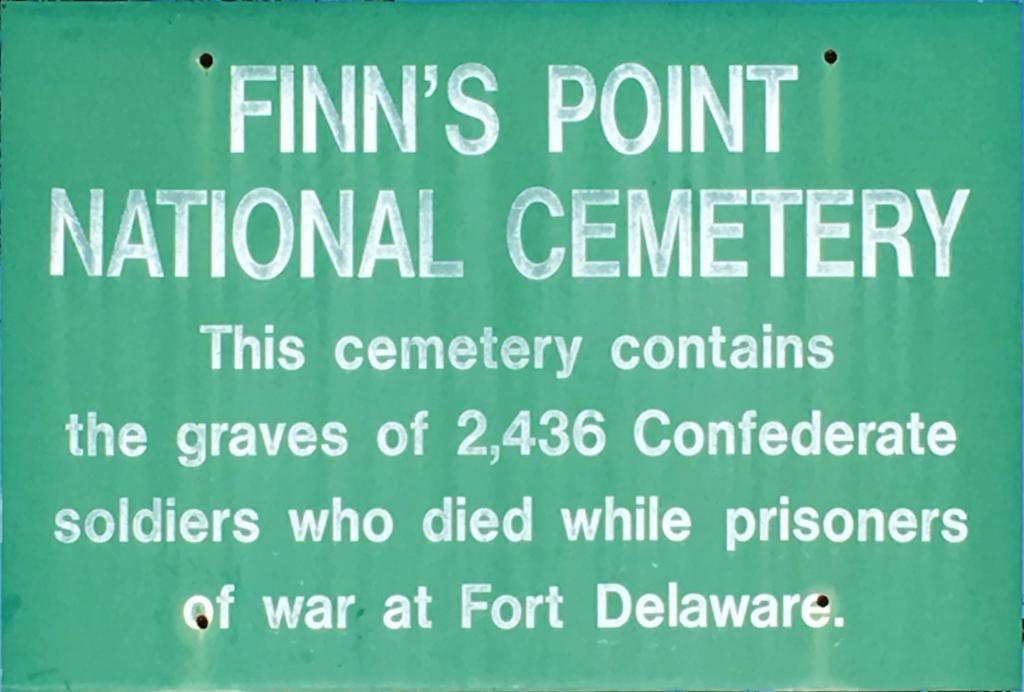 FINN'S POINT
NATIONAL CEMETERY
This cemetery contains
the graves of 2,436 Confederate
soldiers who died while prisoners
of war at Fort Delaware.